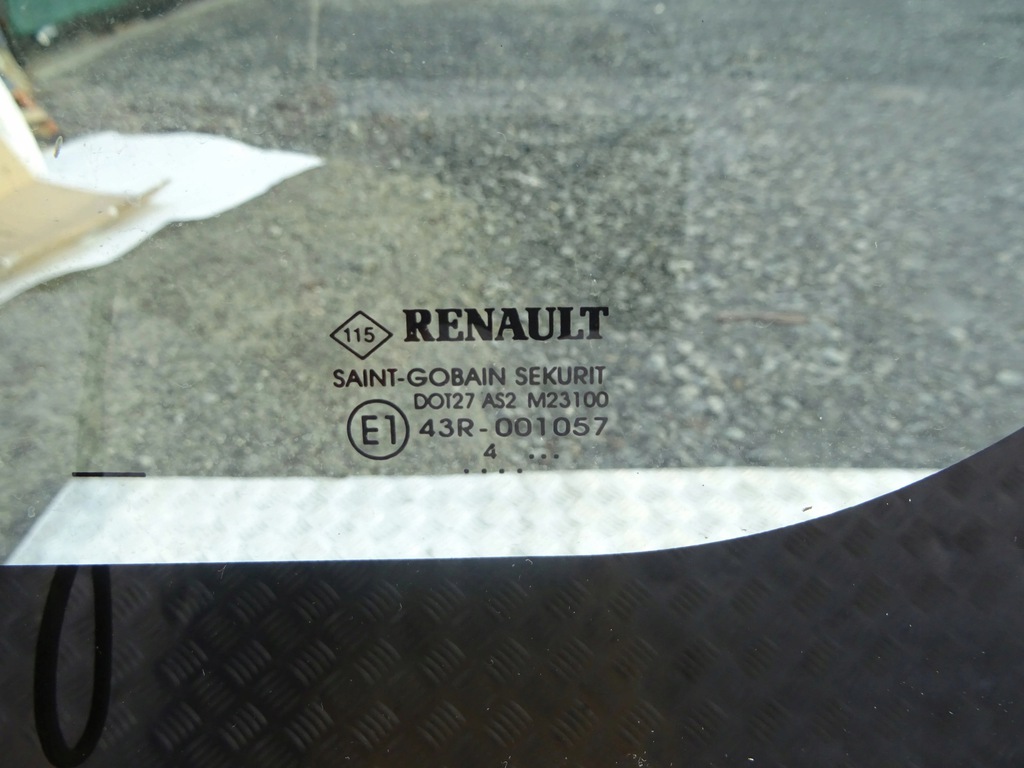 115 RENAULT
SAINT-GOBAIN SEKURIT
DOT27 AS2 M23100
E1 43R-001057
4 ...
....